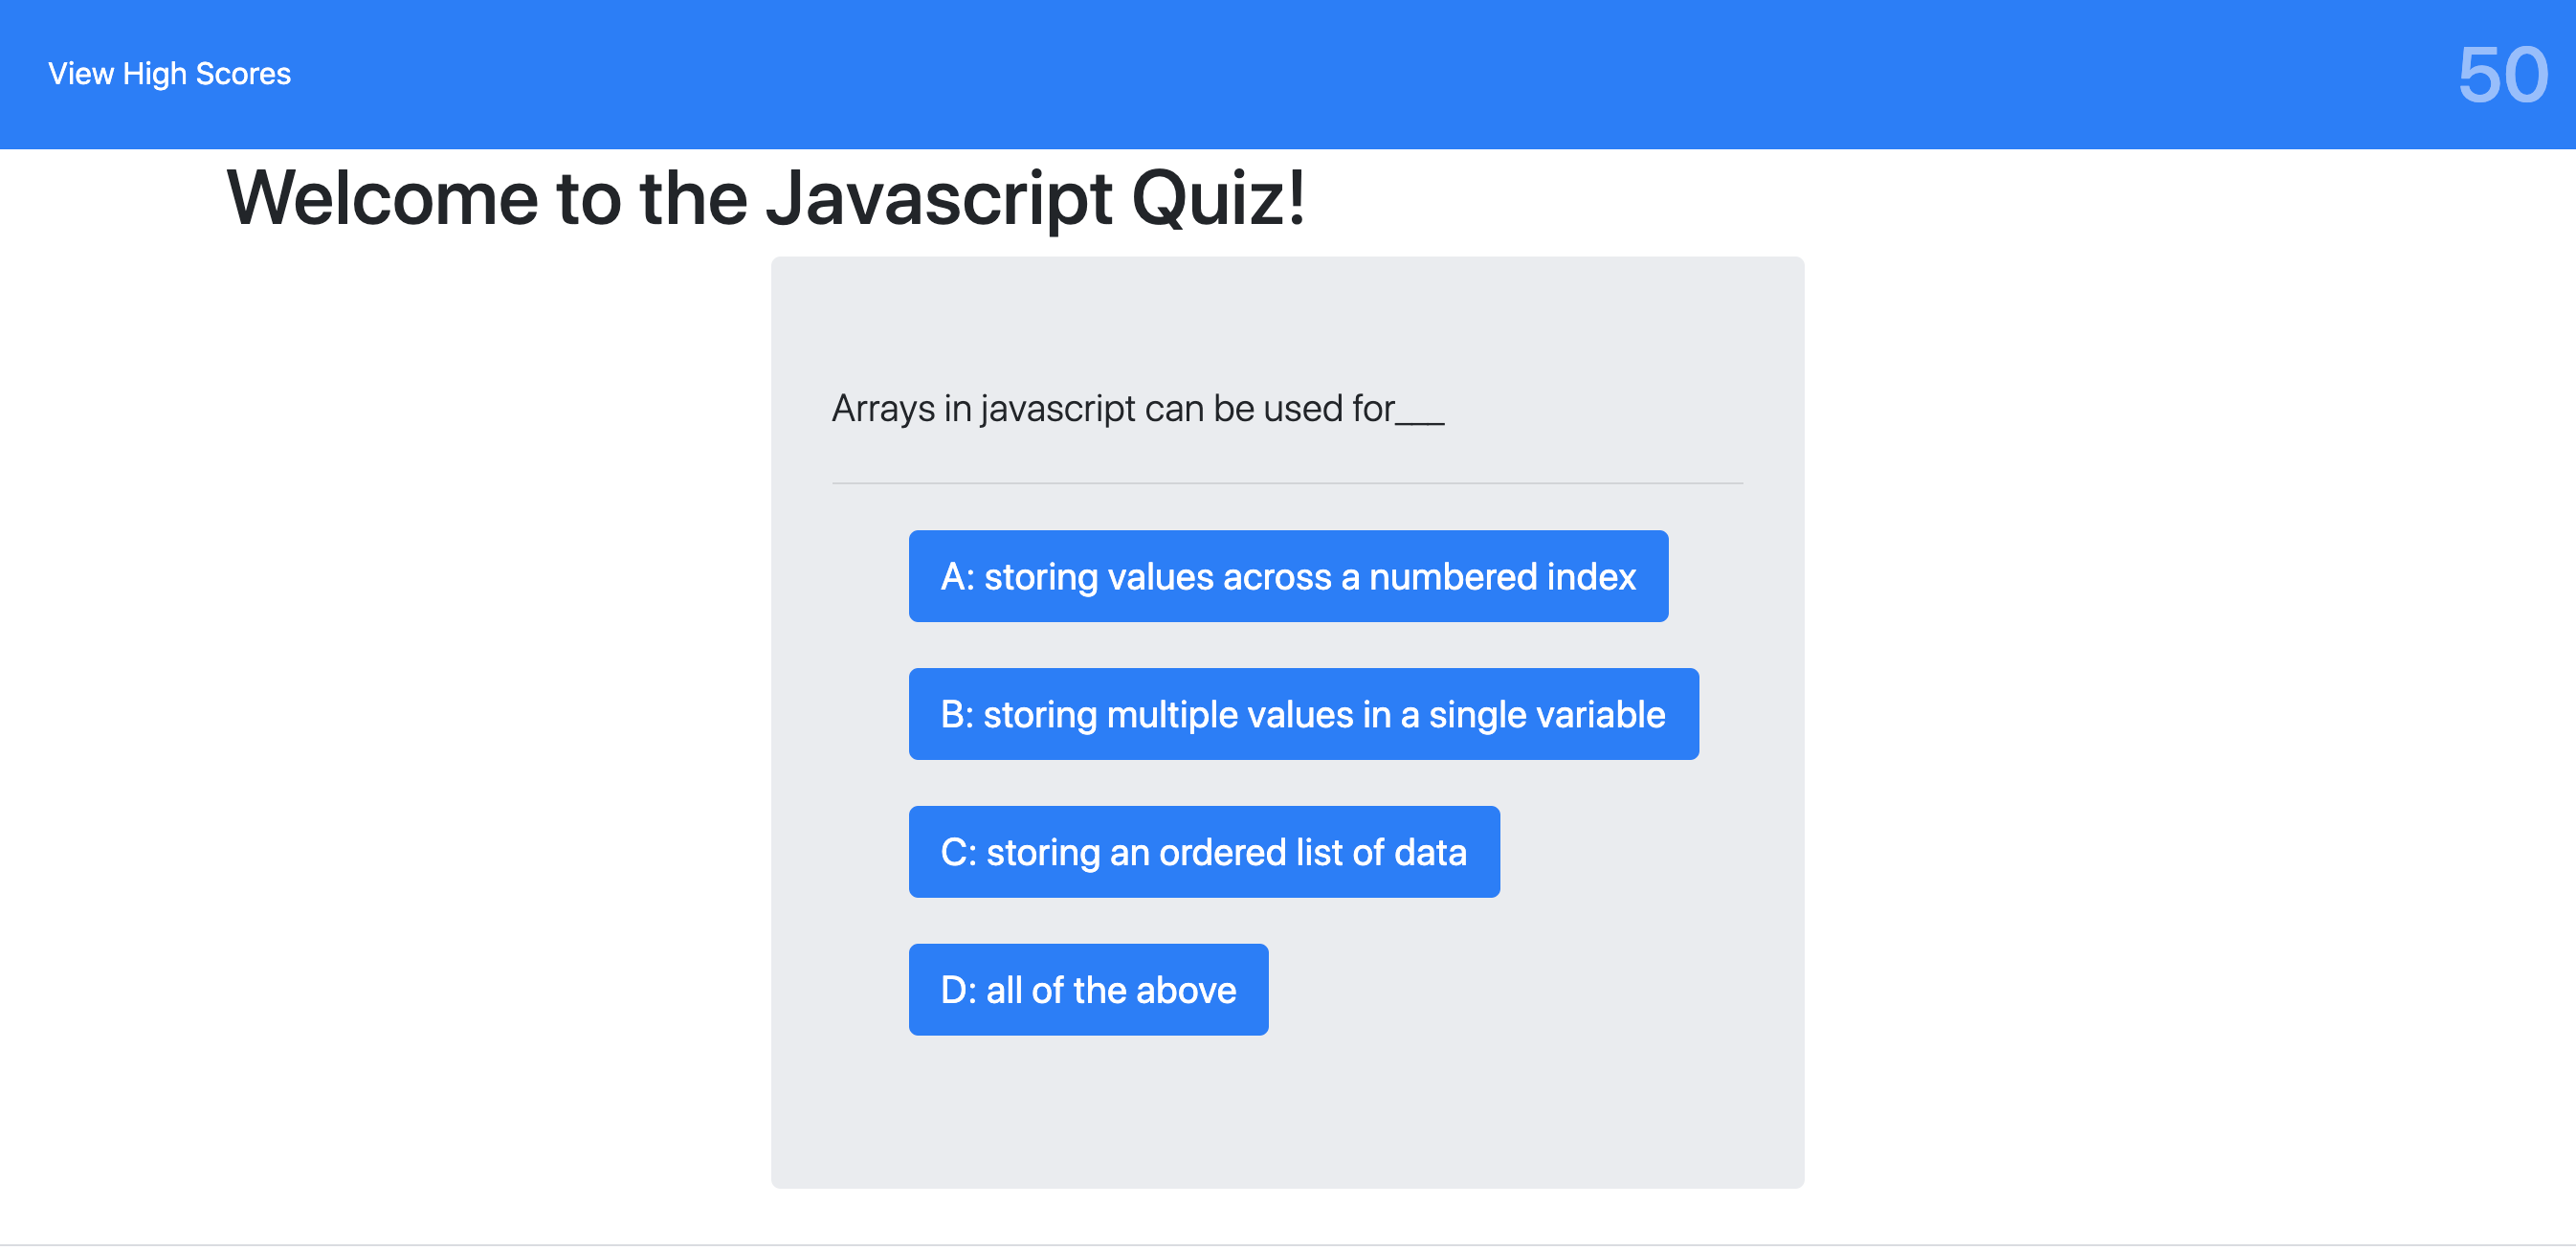 View High Scores
50
Welcome to the Javascript Quiz!
Arrays in javascript can be used for___
A: storing values across a numbered index
B: storing multiple values in a single variable
C: storing an ordered list of data
D: all of the above